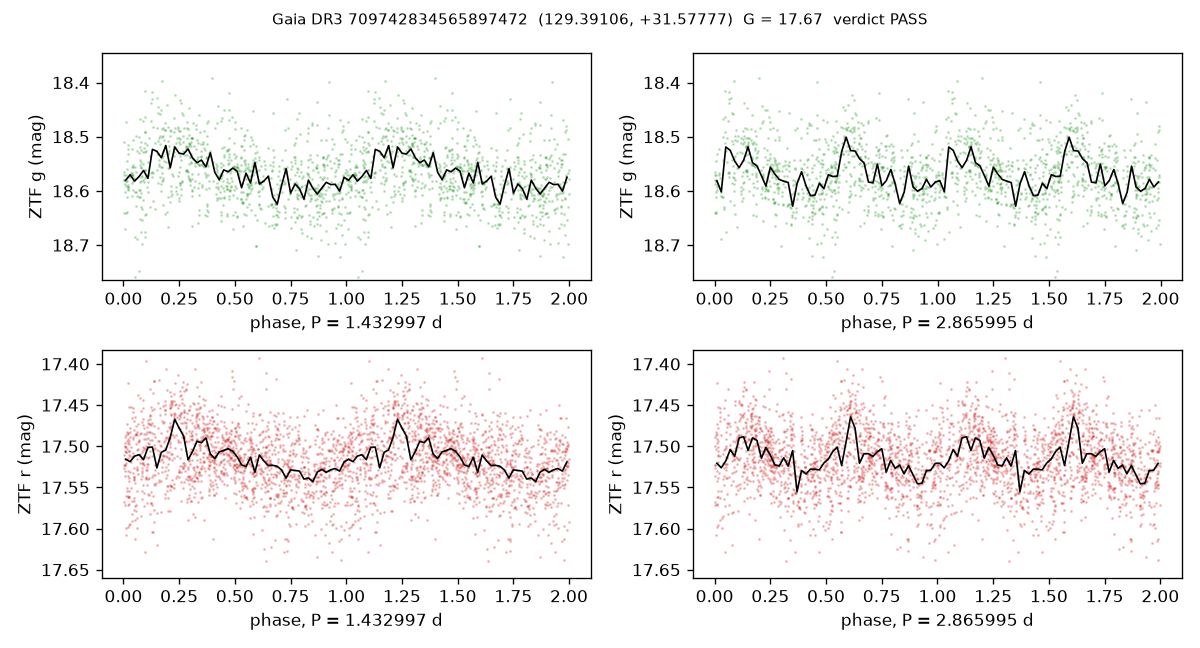 Gaia DR3 709742834565897472  (129.39106, +31.57777)  G = 17.67  verdict PASS
ZTF g (mag)
18.4
18.5
18.6
18.7
0.00 0.25 0.50 0.75 1.00 1.25 1.50 1.75 2.00
phase, P = 1.432997 d
ZTF g (mag)
18.4
18.5
18.6
18.7
0.00 0.25 0.50 0.75 1.00 1.25 1.50 1.75 2.00
phase, P = 2.865995 d
ZTF r (mag)
17.40
17.45
17.50
17.55
17.60
17.65
0.00 0.25 0.50 0.75 1.00 1.25 1.50 1.75 2.00
phase, P = 1.432997 d
ZTF r (mag)
17.40
17.45
17.50
17.55
17.60
17.65
0.00 0.25 0.50 0.75 1.00 1.25 1.50 1.75 2.00
phase, P = 2.865995 d